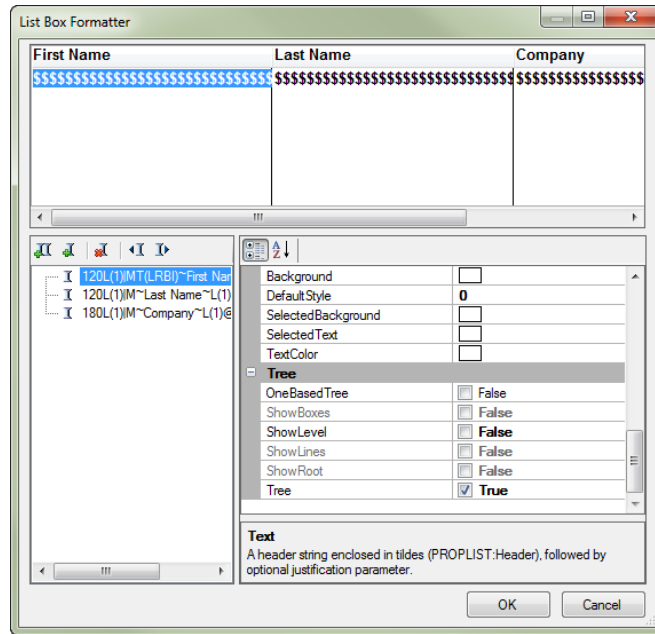 List Box Formatter
First Name Last Name Company
$$$$$$$$$$$$$$$$$$$$$$$$$$$$$$ $$$$$$$$$$$$$$$$$$$$$$$$$$$$$$ $$$$$$$$$$$$$$$$
120L(1)|MT(LRBI)~First Nar
120L(1)|M~Last Name~L(1)
180L(1)|M~Company~L(1)@
Background
DefaultStyle 0
SelectedBackground
SelectedText
TextColor
Tree
OneBasedTree False
ShowBoxes False
ShowLevel False
ShowLines False
ShowRoot False
Tree True
Text
A header string enclosed in tildes (PROPLIST:Header), followed by
optional justification parameter.
OK Cancel